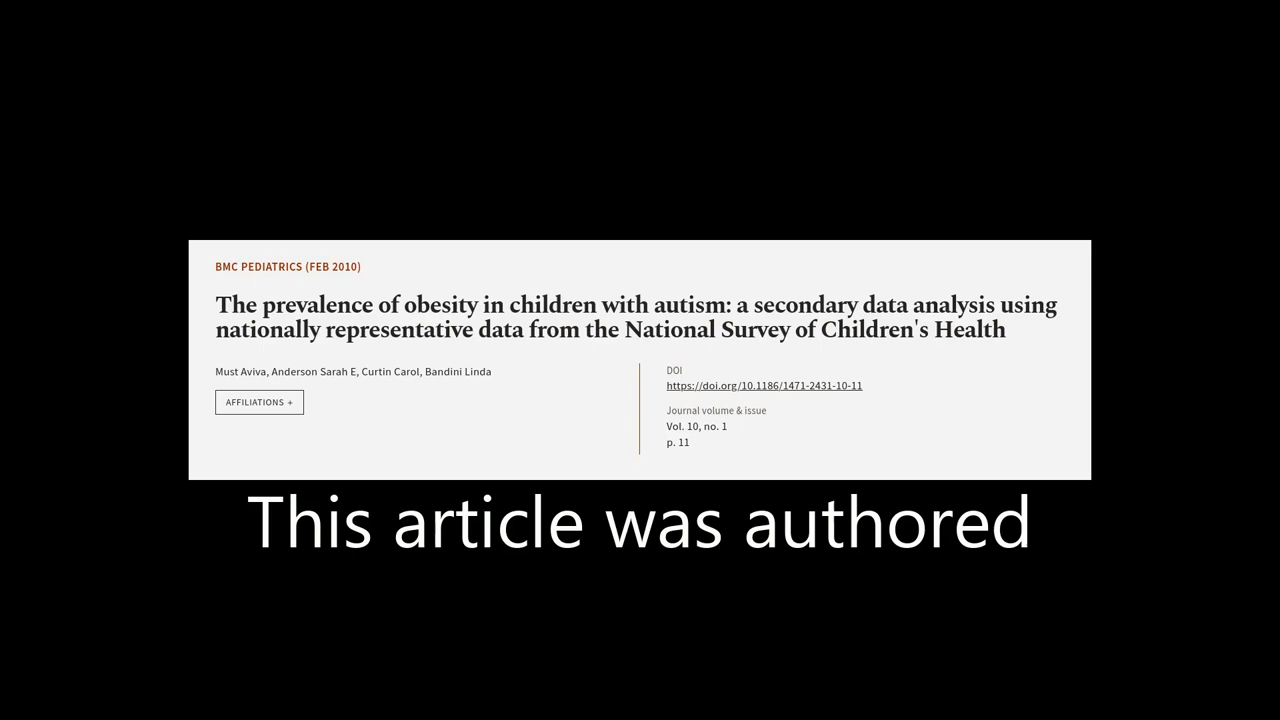 BMC PEDIATRICS (FEB 2010)
The prevalence of obesity in children with autism: a secondary data analysis using
nationally representative data from the National Survey of Children's Health
Must Aviva, Anderson Sarah E, Curtin Carol, Bandini Linda
AFFILIATIONS +
DOI
https://doi.org/10.1186/1471-2431-10-11
Journal volume & issue
Vol. 10, no. 1
p. 11
This article was authored